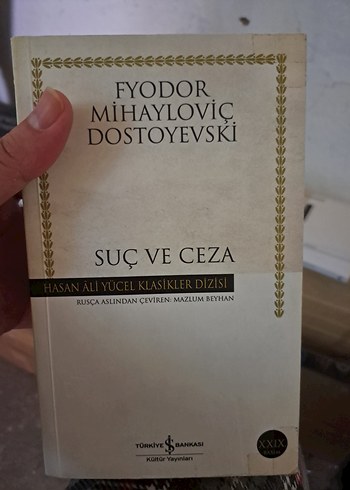 FYODOR
MİHAYLOVİÇ
DOSTOYEVSKİ
SUÇ VE CEZA
HASAN ÂLİ YÜCEL KLASİKLER DİZİSİ
RUSÇA ASLINDAN ÇEVİREN: MAZLUM BEYHAN
TÜRKİYE İŞ BANKASI
Kültür Yayınları
XXIX